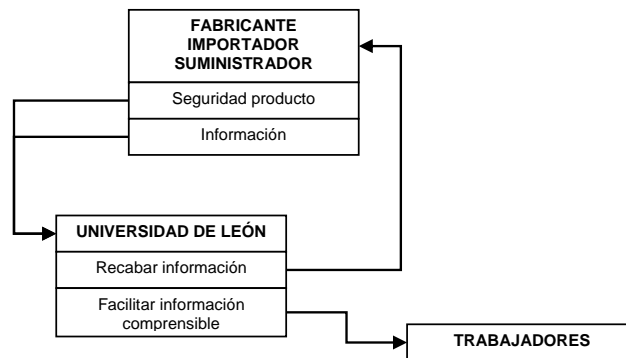 FABRICANTE
IMPORTADOR
SUMINISTRADOR
Seguridad producto
Información
UNIVERSIDAD DE LEÓN
Recabar información
Facilitar información
comprensible
TRABAJADORES